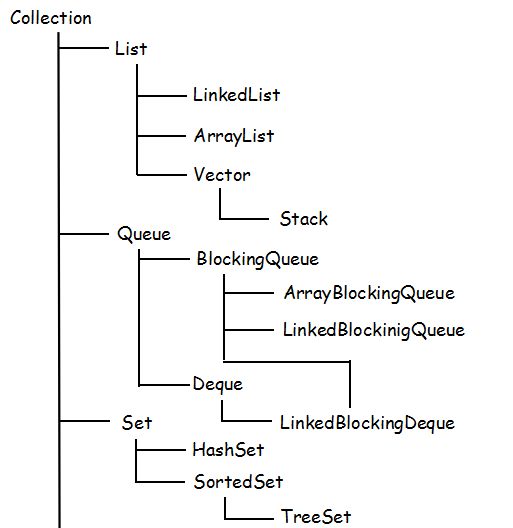 Collection
List
LinkedList
ArrayList
Vector
Stack
Queue
BlockingQueue
ArrayBlockingQueue
LinkedBlockinigQueue
Deque
LinkedBlockingDeque
Set
HashSet
SortedSet
TreeSet